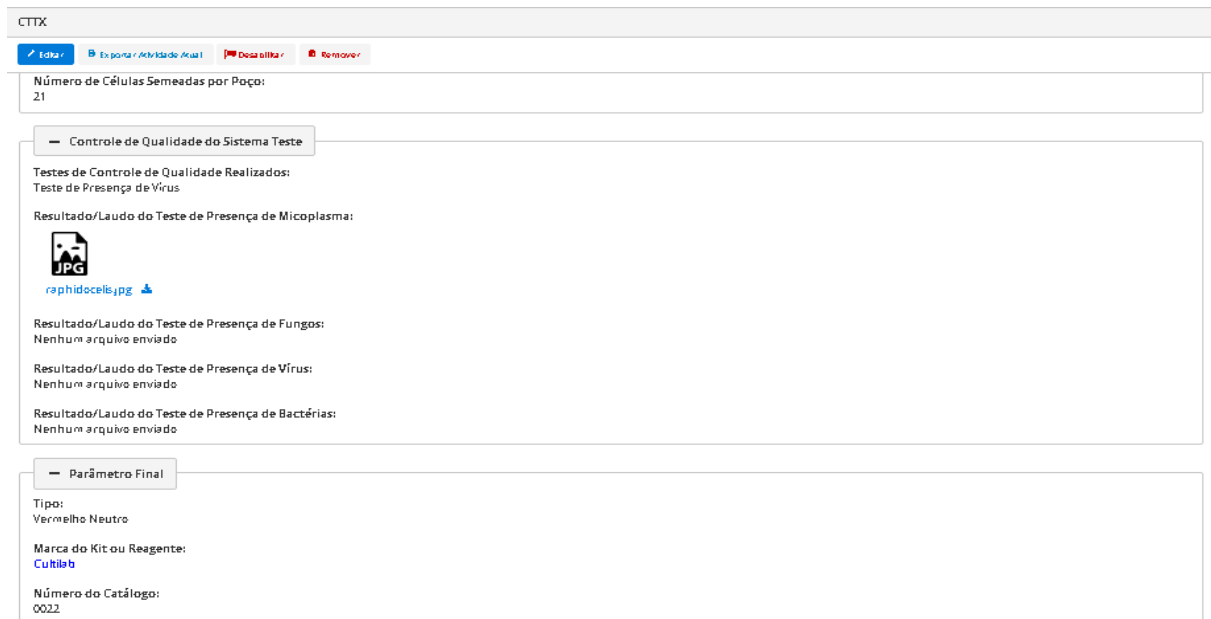 CTTX
Editar Exportar Atividade Atual Desabilitar Remover
Número de Células Semeadas por Poço:
21
Controle de Qualidade do Sistema Teste
Testes de Controle de Qualidade Realizados:
Teste de Presença de Vírus
Resultado/Laudo do Teste de Presença de Micoplasma:
JPG
raphidocelis.jpg
Resultado/Laudo do Teste de Presença de Fungos:
Nenhum arquivo enviado
Resultado/Laudo do Teste de Presença de Vírus:
Nenhum arquivo enviado
Resultado/Laudo do Teste de Presença de Bactérias:
Nenhum arquivo enviado
Parâmetro Final
Tipo:
Vermelho Neutro
Marca do Kit ou Reagente:
Cultilab
Número do Catálogo:
0022